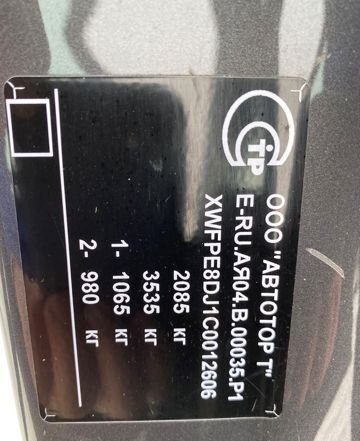 ООО "АВТОТОР Т"
E-RU.АЯ04.В.00035.Р1
XWFPE8DJ1C0012606
2085 кг
3535 кг
1- 1065 кг
2- 980 кг